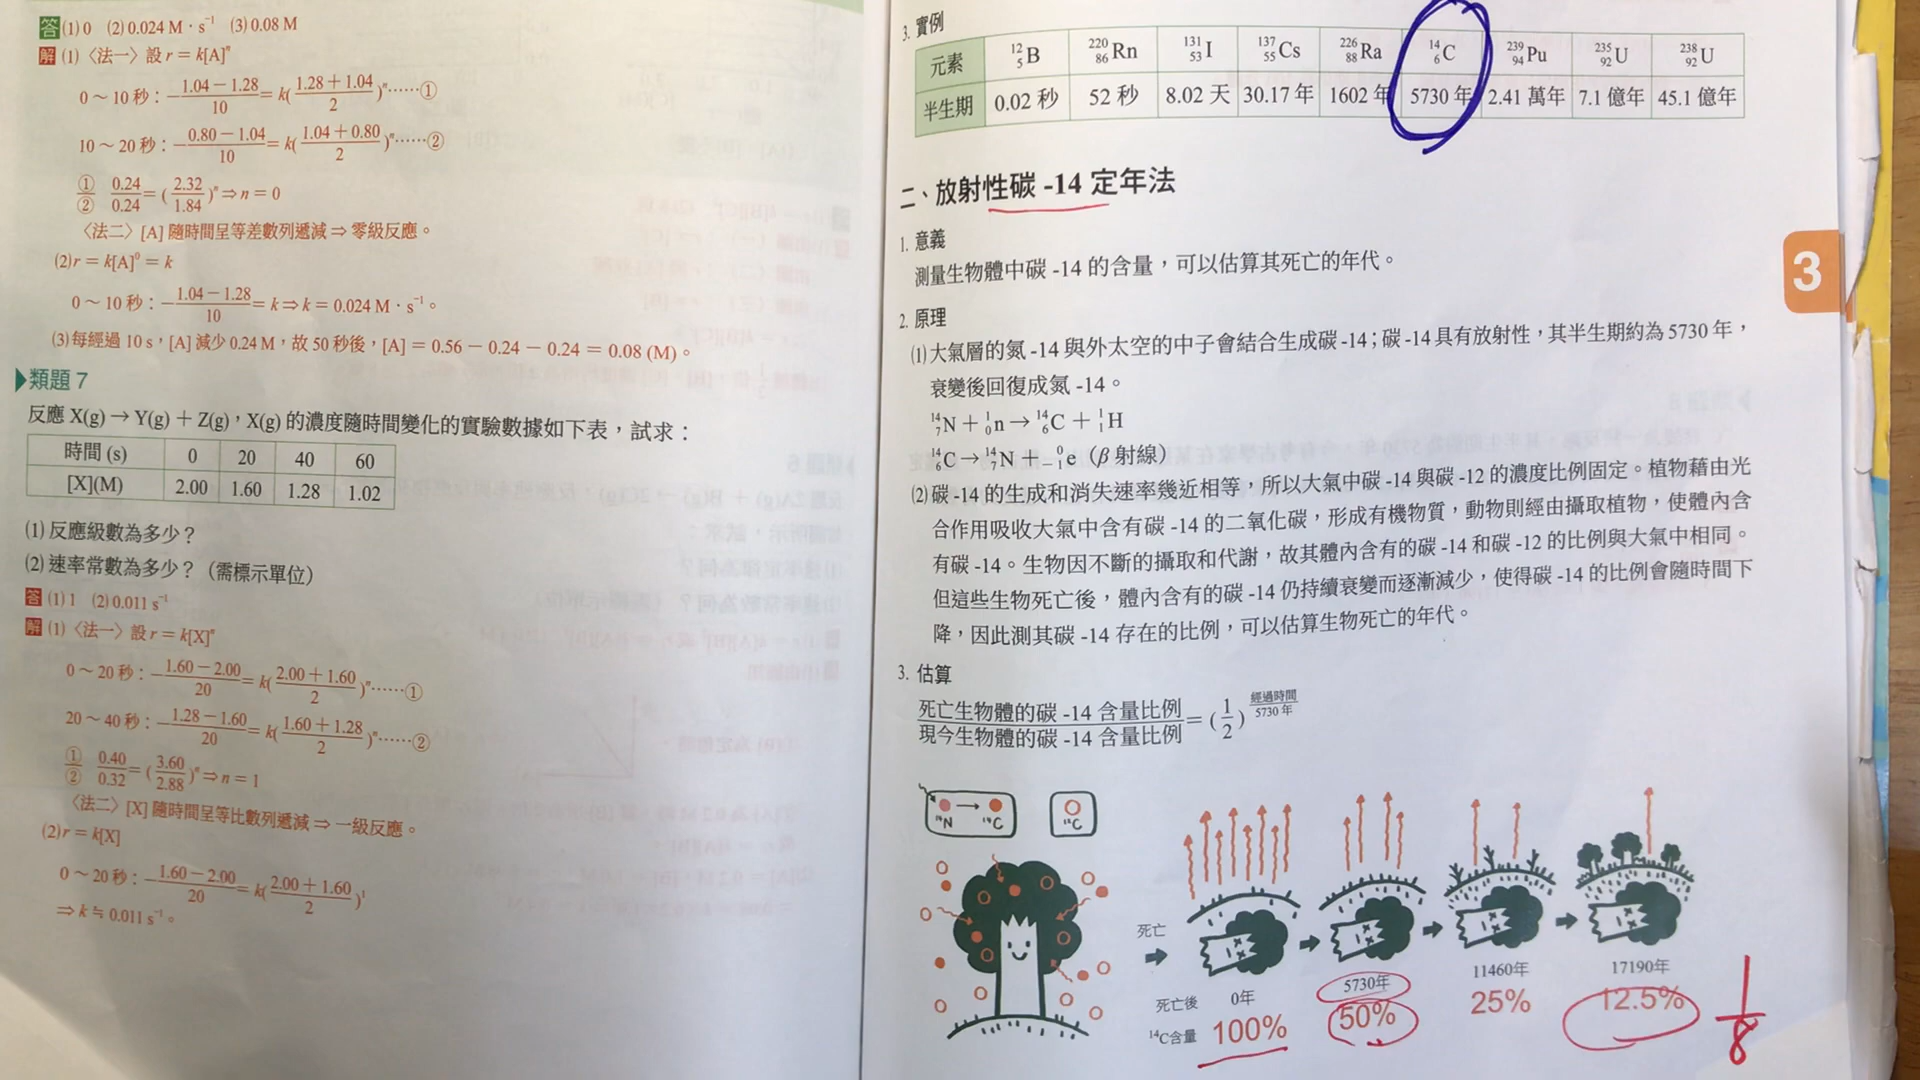 答 (1) 0 (2) 0.024 M · s⁻¹ (3) 0.08 M
解 (1)〈法一〉設 r = k[A]ⁿ
0 ~ 10 秒:-(1.04 - 1.28)/10 = k((1.28 + 1.04)/2)ⁿ……①
10 ~ 20 秒:-(0.80 - 1.04)/10 = k((1.04 + 0.80)/2)ⁿ……②
①/② 0.24/0.24 = (2.32/1.84)ⁿ ⇒ n = 0
〈法二〉[A] 隨時間呈等差數列遞減 ⇒ 零級反應。
(2) r = k[A]⁰ = k
0 ~ 10 秒:-(1.04 - 1.28)/10 = k ⇒ k = 0.024 M · s⁻¹。
(3) 每經過 10 s,[A] 減少 0.24 M,故 50 秒後,[A] = 0.56 - 0.24 - 0.24 = 0.08 (M)。
▶類題 7
反應 X(g) → Y(g) + Z(g),X(g) 的濃度隨時間變化的實驗數據如下表,試求:
時間 (s) 0 20 40 60
[X](M) 2.00 1.60 1.28 1.02
(1) 反應級數為多少?
(2) 速率常數為多少?(需標示單位)
答 (1) 1 (2) 0.011 s⁻¹
解 (1)〈法一〉設 r = k[X]ⁿ
0 ~ 20 秒:-(1.60 - 2.00)/20 = k((2.00 + 1.60)/2)ⁿ……①
20 ~ 40 秒:-(1.28 - 1.60)/20 = k((1.60 + 1.28)/2)ⁿ……②
①/② 0.40/0.32 = (3.60/2.88)ⁿ ⇒ n = 1
〈法二〉[X] 隨時間呈等比數列遞減 ⇒ 一級反應。
(2) r = k[X]
0 ~ 20 秒:-(1.60 - 2.00)/20 = k((2.00 + 1.60)/2)¹
⇒ k ≒ 0.011 s⁻¹。
3. 實例
元素 ¹²₅B ²²⁰₈₆Rn ¹³¹₅₃I ¹³⁷₅₅Cs ²²⁶₈₈Ra ¹⁴₆C ²³⁹₉₄Pu ²³⁵₉₂U ²³⁸₉₂U
半生期 0.02 秒 52 秒 8.02 天 30.17 年 1602 年 5730 年 2.41 萬年 7.1 億年 45.1 億年
二、放射性碳 -14 定年法
1. 意義
測量生物體中碳 -14 的含量,可以估算其死亡的年代。
2. 原理
(1) 大氣層的氮 -14 與外太空的中子會結合生成碳 -14;碳 -14 具有放射性,其半生期約為 5730 年,
衰變後回復成氮 -14。
¹⁴₇N + ¹₀n → ¹⁴₆C + ¹₁H
¹⁴₆C → ¹⁴₇N + ⁰₋₁e(β 射線)
(2) 碳 -14 的生成和消失速率幾近相等,所以大氣中碳 -14 與碳 -12 的濃度比例固定。植物藉由光
合作用吸收大氣中含有碳 -14 的二氧化碳,形成有機物質,動物則經由攝取植物,使體內含
有碳 -14。生物因不斷的攝取和代謝,故其體內含有的碳 -14 和碳 -12 的比例與大氣中相同。
但這些生物死亡後,體內含有的碳 -14 仍持續衰變而逐漸減少,使得碳 -14 的比例會隨時間下
降,因此測其碳 -14 存在的比例,可以估算生物死亡的年代。
3. 估算
死亡生物體的碳 -14 含量比例/現今生物體的碳 -14 含量比例 = (1/2)^(經過時間/5730 年)
¹⁴N → ¹⁴C ¹²C
死亡
死亡後 0年 5730年 11460年 17190年
¹⁴C含量 100% 50% 25% 12.5%
1/8
3